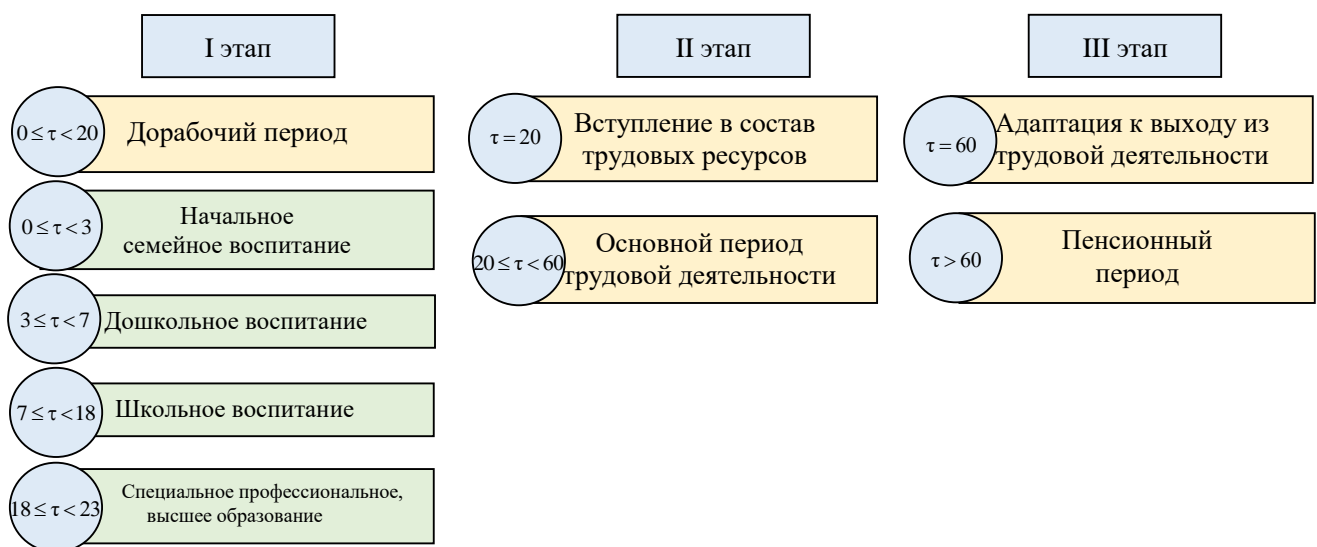 I этап
0 ≤ τ < 20
Дорабочий период
0 ≤ τ < 3
Начальное
семейное воспитание
3 ≤ τ < 7
Дошкольное воспитание
7 ≤ τ < 18
Школьное воспитание
18 ≤ τ < 23
Специальное профессиональное,
высшее образование
II этап
τ = 20
Вступление в состав
трудовых ресурсов
20 ≤ τ < 60
Основной период
трудовой деятельности
III этап
τ = 60
Адаптация к выходу из
трудовой деятельности
τ > 60
Пенсионный
период